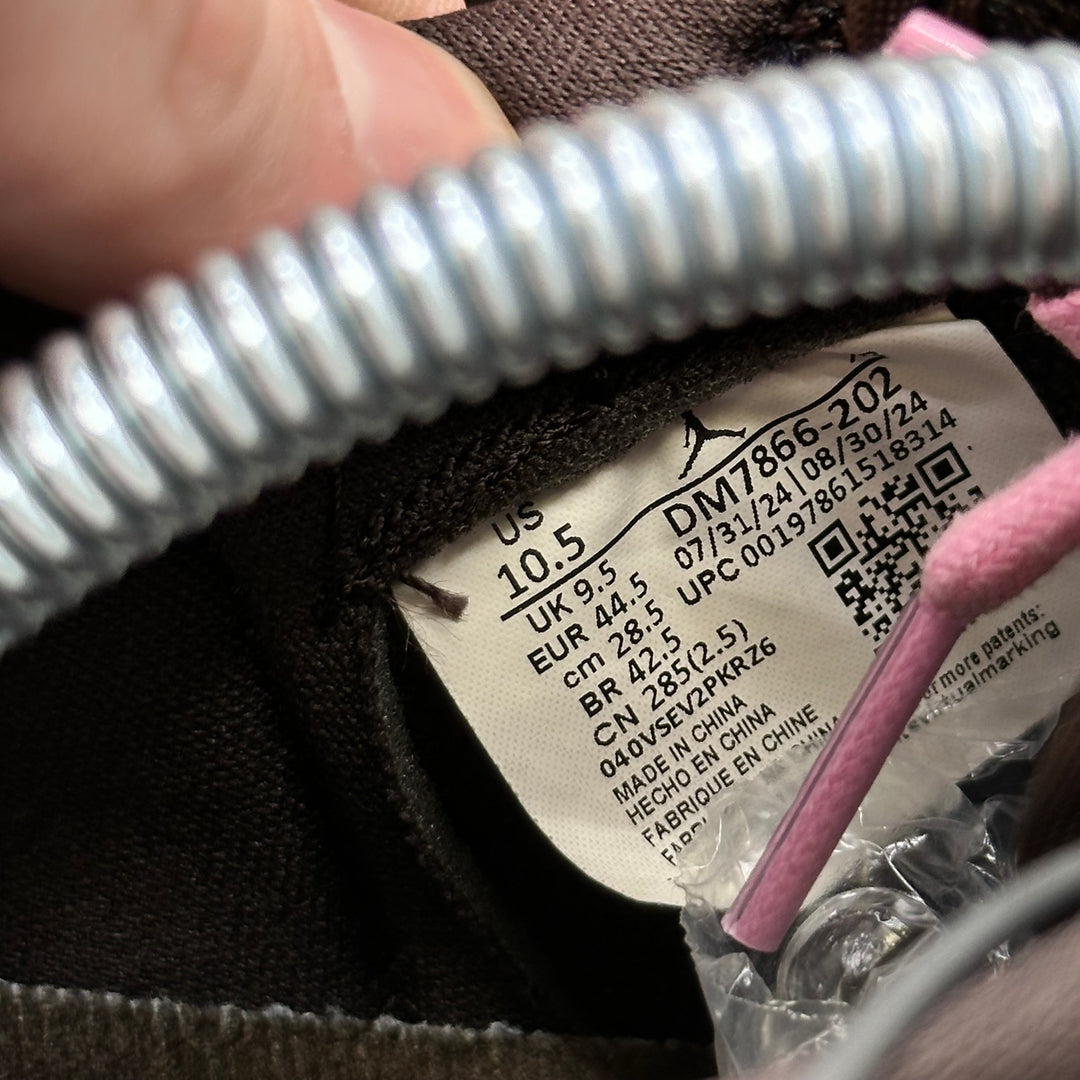 US
10.5
UK 9.5
EUR 44.5
cm 28.5
BR 42.5
CN 285(2.5)
040VSEV2PKRZ6
MADE IN CHINA
HECHO EN CHINA
FABRIQUE EN CHINE
DM7866-202
07/31/24|08/30/24
UPC 00197861518314
more patents: